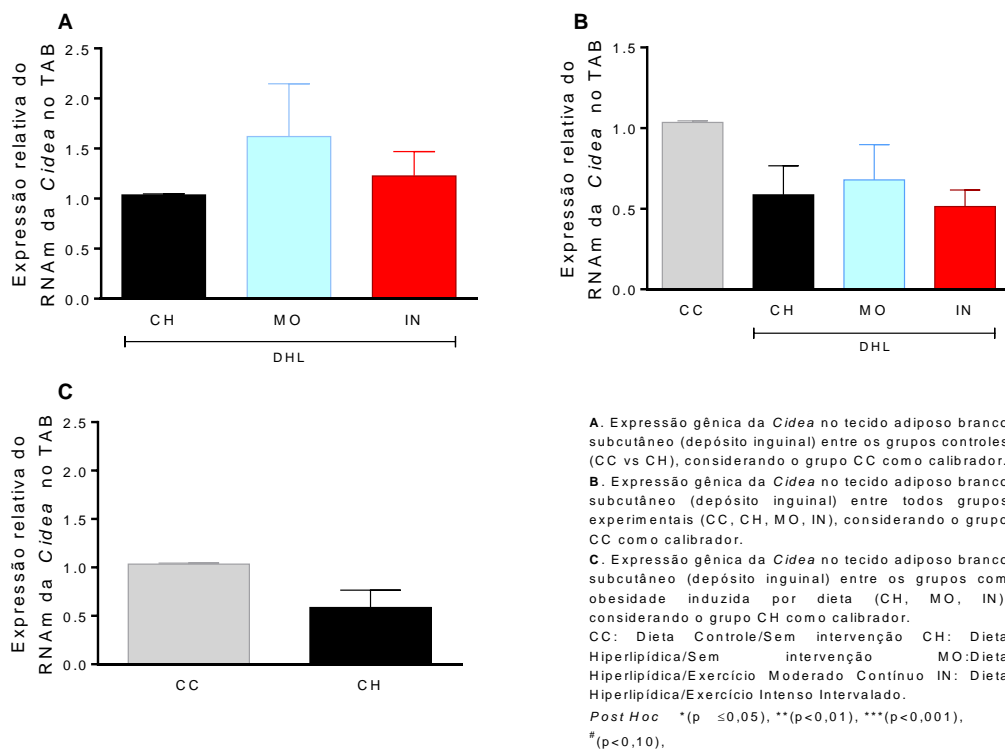 A
Expressão relativa do
RNAm da Cidea no TAB
2.5
2.0
1.5
1.0
0.5
0.0
CH
MO
IN
DHL
B
Expressão relativa do
RNAm da Cidea no TAB
1.5
1.0
0.5
0.0
CC
CH
MO
IN
DHL
C
Expressão relativa do
RNAm da Cidea no TAB
2.5
2.0
1.5
1.0
0.5
0.0
CC
CH
A. Expressão gênica da Cidea no tecido adiposo branco
subcutâneo (depósito inguinal) entre os grupos controles
(CC vs CH), considerando o grupo CC como calibrador.
B. Expressão gênica da Cidea no tecido adiposo branco
subcutâneo (depósito inguinal) entre todos grupos
experimentais (CC, CH, MO, IN), considerando o grupo
CC como calibrador.
C. Expressão gênica da Cidea no tecido adiposo branco
subcutâneo (depósito inguinal) entre os grupos com
obesidade induzida por dieta (CH, MO, IN)
considerando o grupo CH como calibrador.
CC: Dieta Controle/Sem intervenção CH: Dieta
Hiperlipídica/Sem intervenção MO:Dieta
Hiperlipídica/Exercício Moderado Contínuo IN: Dieta
Hiperlipídica/Exercício Intenso Intervalado.
Post Hoc *(p ≤0,05), **(p<0,01), ***(p<0,001),
#(p<0,10),